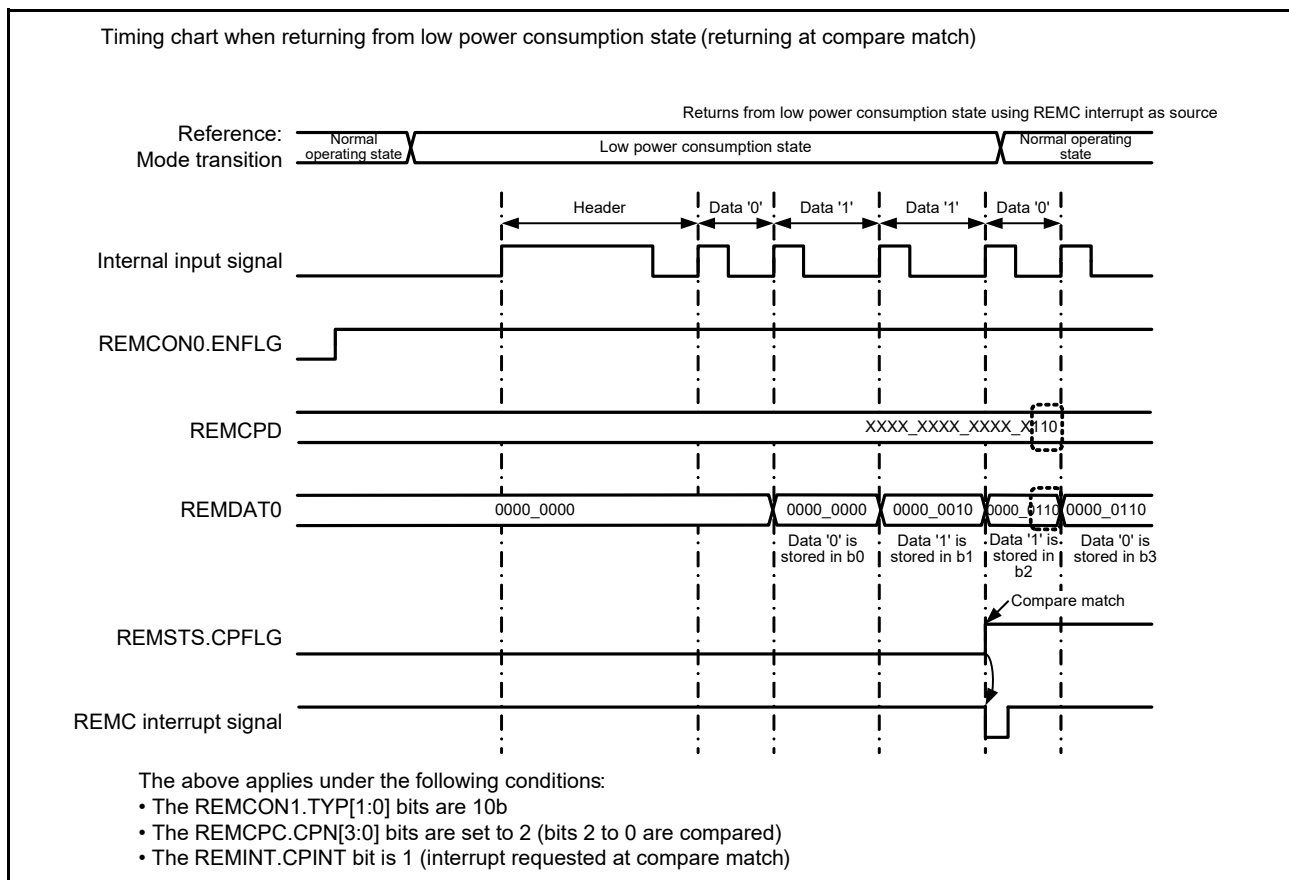 Timing chart when returning from low power consumption state (returning at compare match)
Returns from low power consumption state using REMC interrupt as source
Reference:
Mode transition
Normal
operating state
Low power consumption state
Normal operating
state
Header
Data '0'
Data '1'
Data '1'
Data '0'
Internal input signal
REMCON0.ENFLG
REMCPD
XXXX_XXXX_XXXX_X110
REMDAT0
0000_0000
0000_0000
0000_0010
0000_0110
0000_0110
Data '0' is
stored in b0
Data '1' is
stored in b1
Data '1' is
stored in
b2
Data '0' is
stored in b3
Compare match
REMSTS.CPFLG
REMC interrupt signal
The above applies under the following conditions:
• The REMCON1.TYP[1:0] bits are 10b
• The REMCPC.CPN[3:0] bits are set to 2 (bits 2 to 0 are compared)
• The REMINT.CPINT bit is 1 (interrupt requested at compare match)